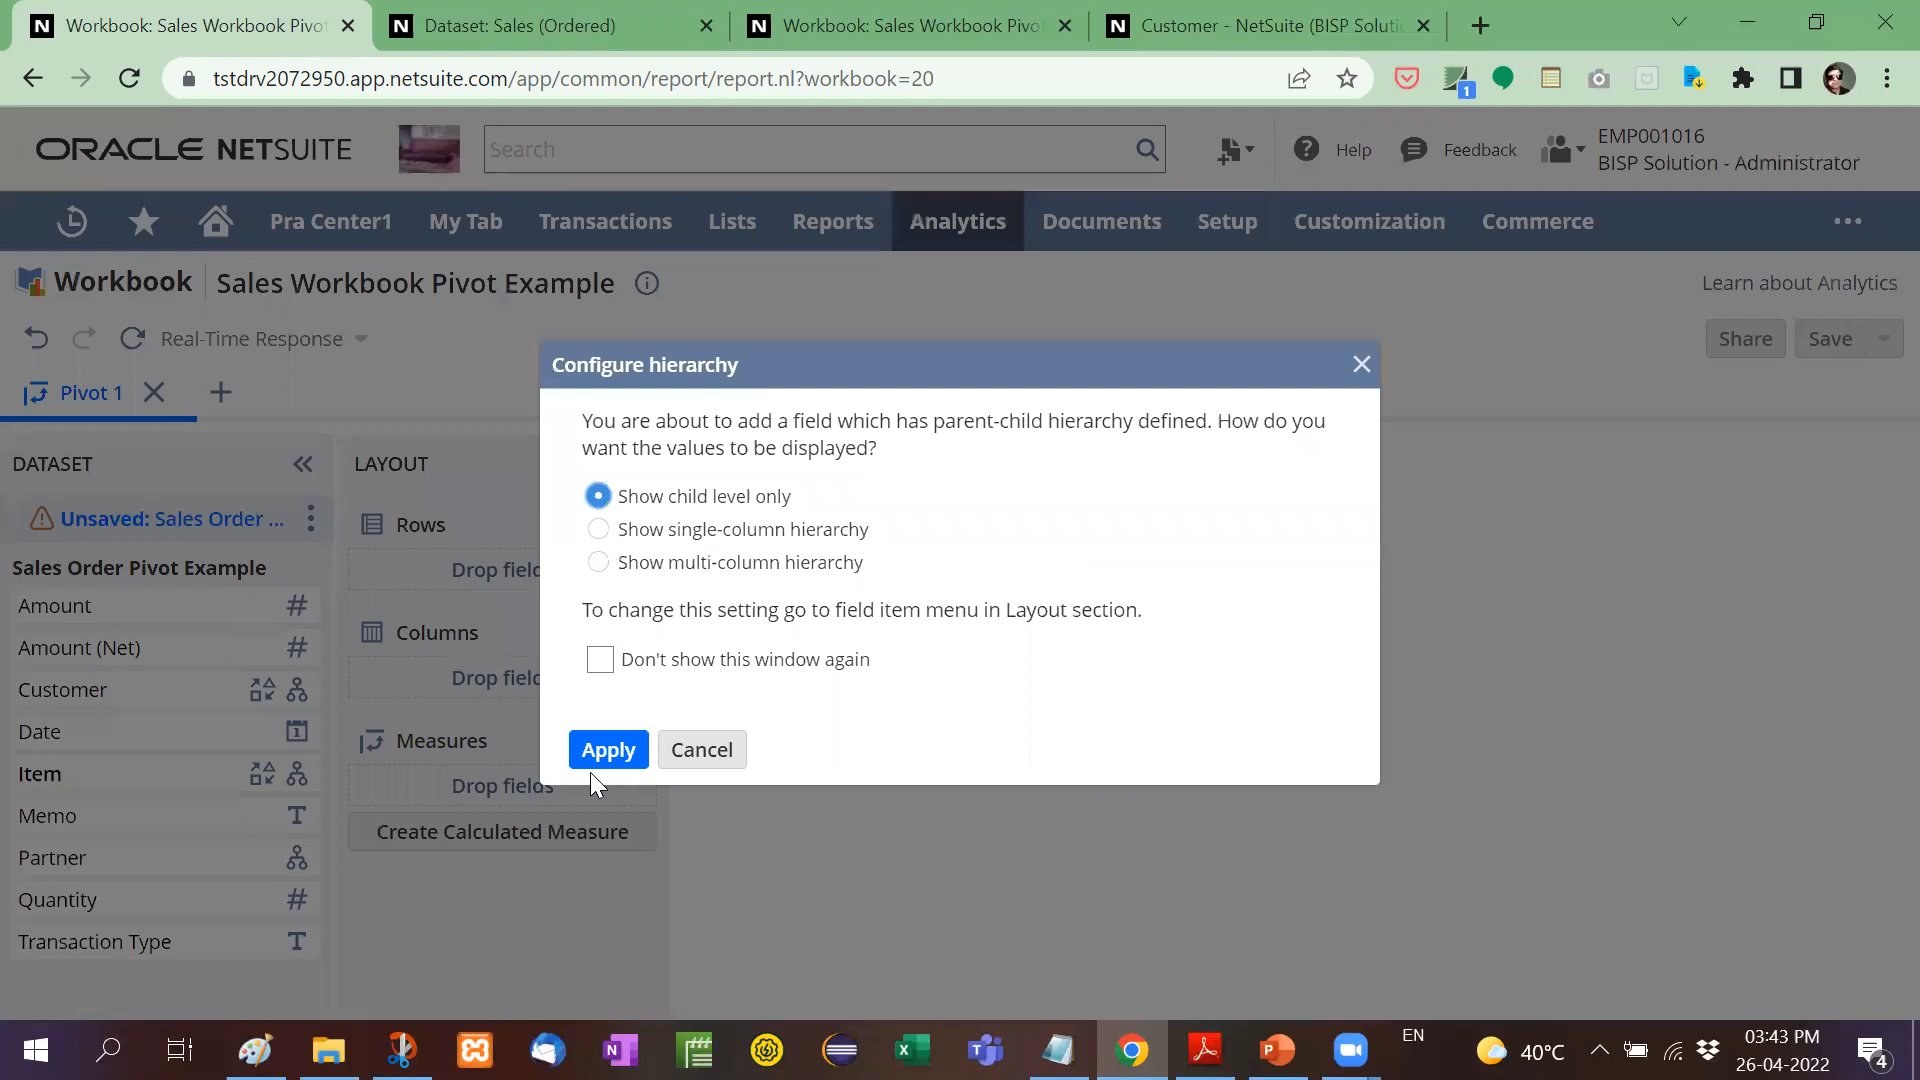 Workbook: Sales Workbook Pivot
Dataset: Sales (Ordered)
Workbook: Sales Workbook Pivo
Customer - NetSuite (BISP Soluti
tstdrv2072950.app.netsuite.com/app/common/report/report.nl?workbook=20
1
ORACLE NETSUITE
Search
Help
Feedback
EMP001016
BISP Solution - Administrator
Pra Center1
My Tab
Transactions
Lists
Reports
Analytics
Documents
Setup
Customization
Commerce
Workbook
Sales Workbook Pivot Example
Learn about Analytics
Real-Time Response
Share
Save
Pivot 1
DATASET
LAYOUT
Unsaved: Sales Order ...
Sales Order Pivot Example
Amount
Amount (Net)
Customer
Date
Item
Memo
Partner
Quantity
Transaction Type
Rows
Drop field
Columns
Drop field
Measures
Drop fields
Create Calculated Measure
Configure hierarchy
You are about to add a field which has parent-child hierarchy defined. How do you
want the values to be displayed?
Show child level only
Show single-column hierarchy
Show multi-column hierarchy
To change this setting go to field item menu in Layout section.
Don't show this window again
Apply
Cancel
EN
40°C
03:43 PM
26-04-2022
4